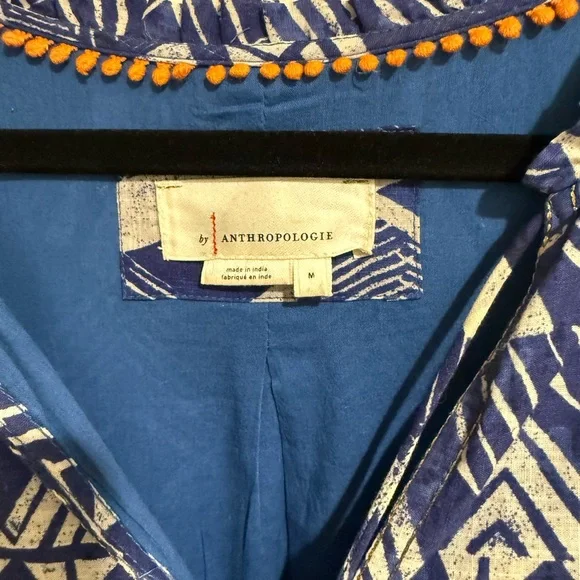 by ANTHROPOLOGIE
made in india
fabriqué en inde
M